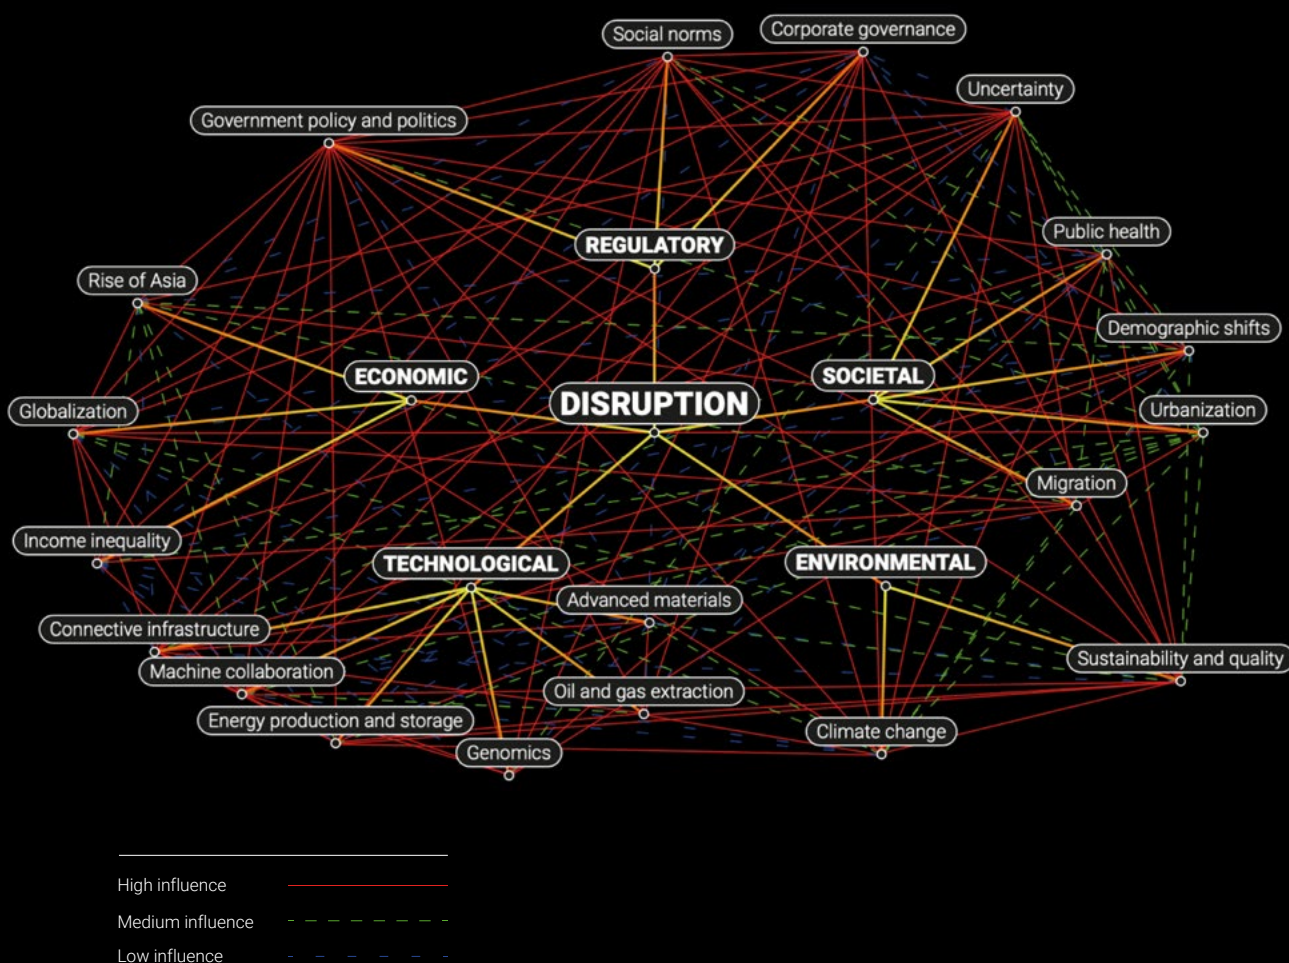 Social norms
Corporate governance
Uncertainty
Government policy and politics
Public health
REGULATORY
Rise of Asia
Demographic shifts
ECONOMIC
SOCIETAL
DISRUPTION
Globalization
Urbanization
Migration
Income inequality
TECHNOLOGICAL
ENVIRONMENTAL
Advanced materials
Connective infrastructure
Sustainability and quality
Machine collaboration
Oil and gas extraction
Energy production and storage
Climate change
Genomics
High influence
Medium influence
Low influence